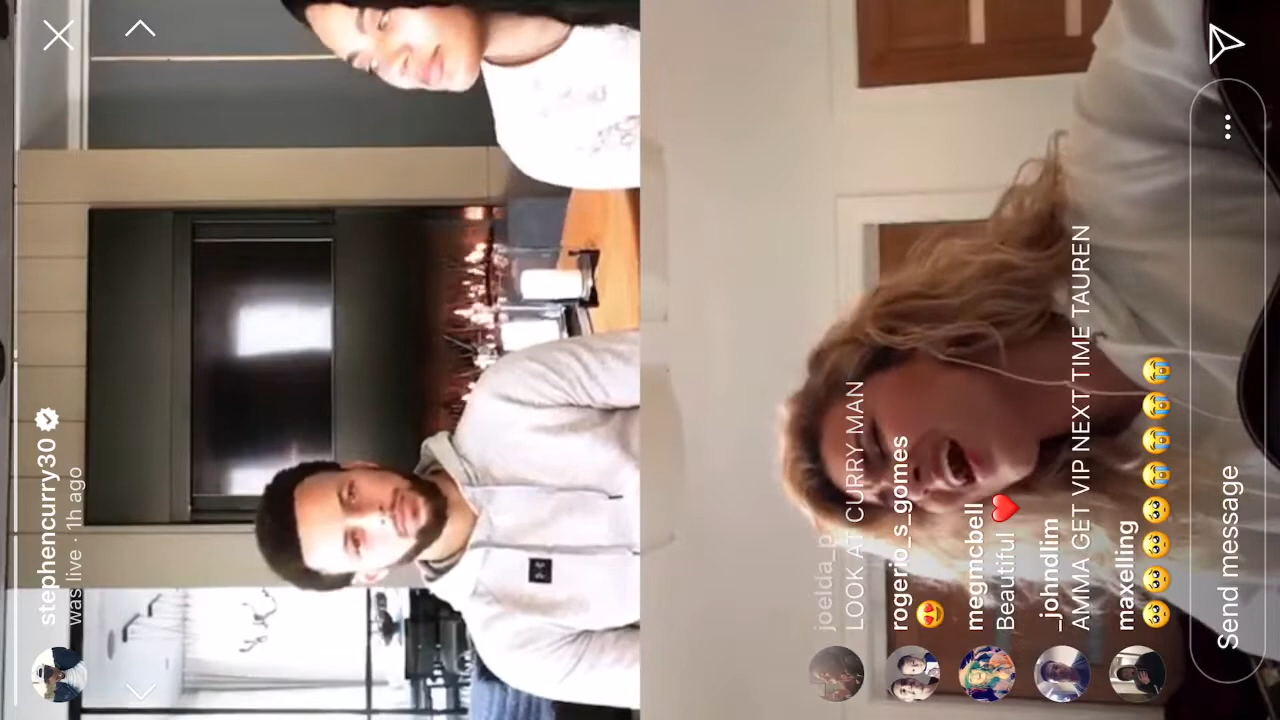 stephencurry30
was live · 1h ago
joelda_p
LOOK AT CURRY MAN
rogerio_s_gomes
😍
megmcbell
Beautiful ❤️
_johndlim
AMMA GET VIP NEXT TIME TAUREN
maxelling
🥺🥺🥺🥺😭😭😭😭
Send message